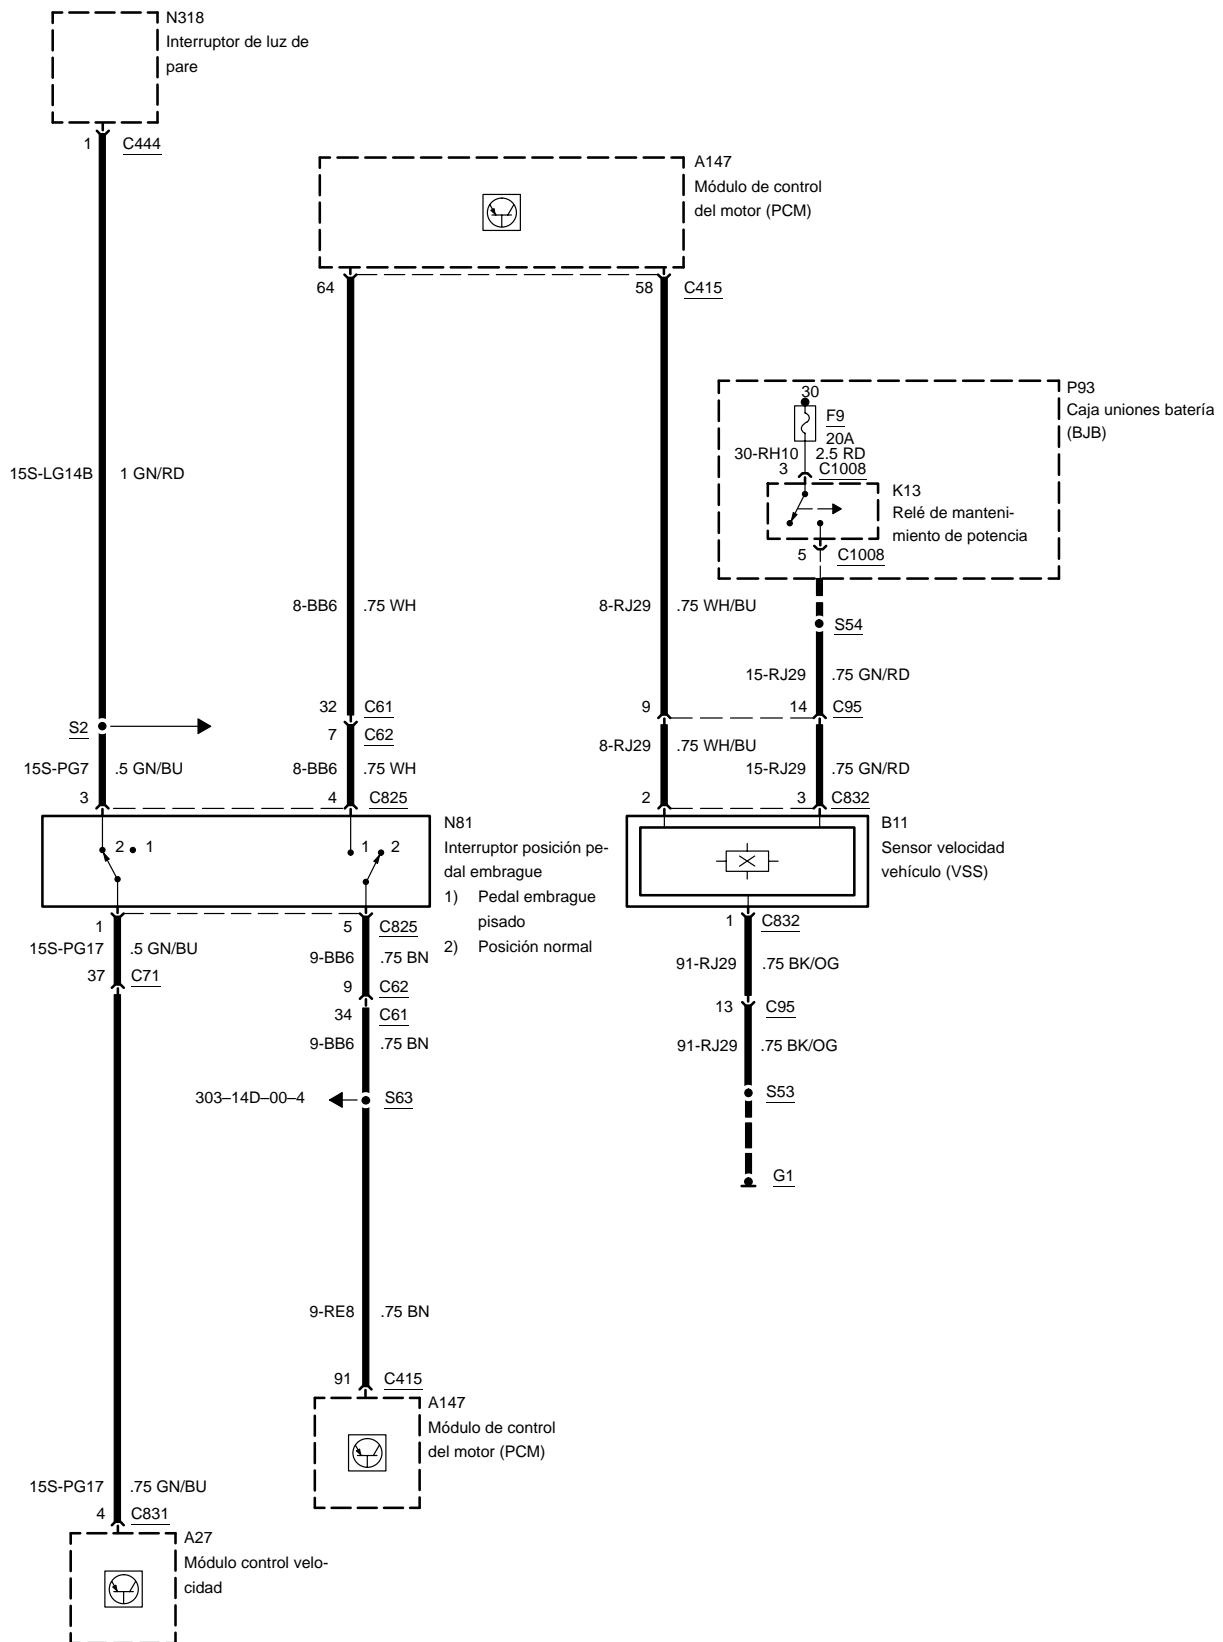 N318
Interruptor de luz de
pare
1 C444
A147
Módulo de control
del motor (PCM)
64 58 C415
30
F9
20A
30-RH10 2.5 RD
3 C1008
P93
Caja uniones batería
(BJB)
K13
Relé de manteni-
miento de potencia
5 C1008
15S-LG14B 1 GN/RD
8-BB6 .75 WH
8-RJ29 .75 WH/BU
S54
15-RJ29 .75 GN/RD
32 C61
9 14 C95
S2
7 C62
8-RJ29 .75 WH/BU
15S-PG7 .5 GN/BU
8-BB6 .75 WH
15-RJ29 .75 GN/RD
3 4 C825
2 3 C832
N81
Interruptor posición pe-
dal embrague
1) Pedal embrague
pisado
2) Posición normal
2 1
1 2
B11
Sensor velocidad
vehículo (VSS)
1 5 C825
1 C832
15S-PG17 .5 GN/BU
9-BB6 .75 BN
91-RJ29 .75 BK/OG
37 C71
9 C62
13 C95
34 C61
9-BB6 .75 BN
91-RJ29 .75 BK/OG
303–14D–00–4
S63
S53
G1
9-RE8 .75 BN
91 C415
A147
Módulo de control
del motor (PCM)
15S-PG17 .75 GN/BU
4 C831
A27
Módulo control velo-
cidad